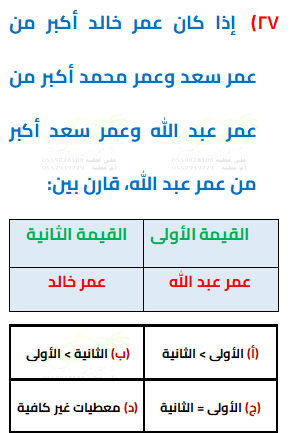 ٢٧) إذا كان عمر خالد أكبر من
عمر سعد وعمر محمد أكبر من
عمر عبد الله وعمر سعد أكبر
من عمر عبد الله، قارن بين:
القيمة الأولى القيمة الثانية
عمر عبد الله عمر خالد
(أ) الأولى > الثانية (ب) الثانية > الأولى
(ج) الأولى = الثانية (د) معطيات غير كافية